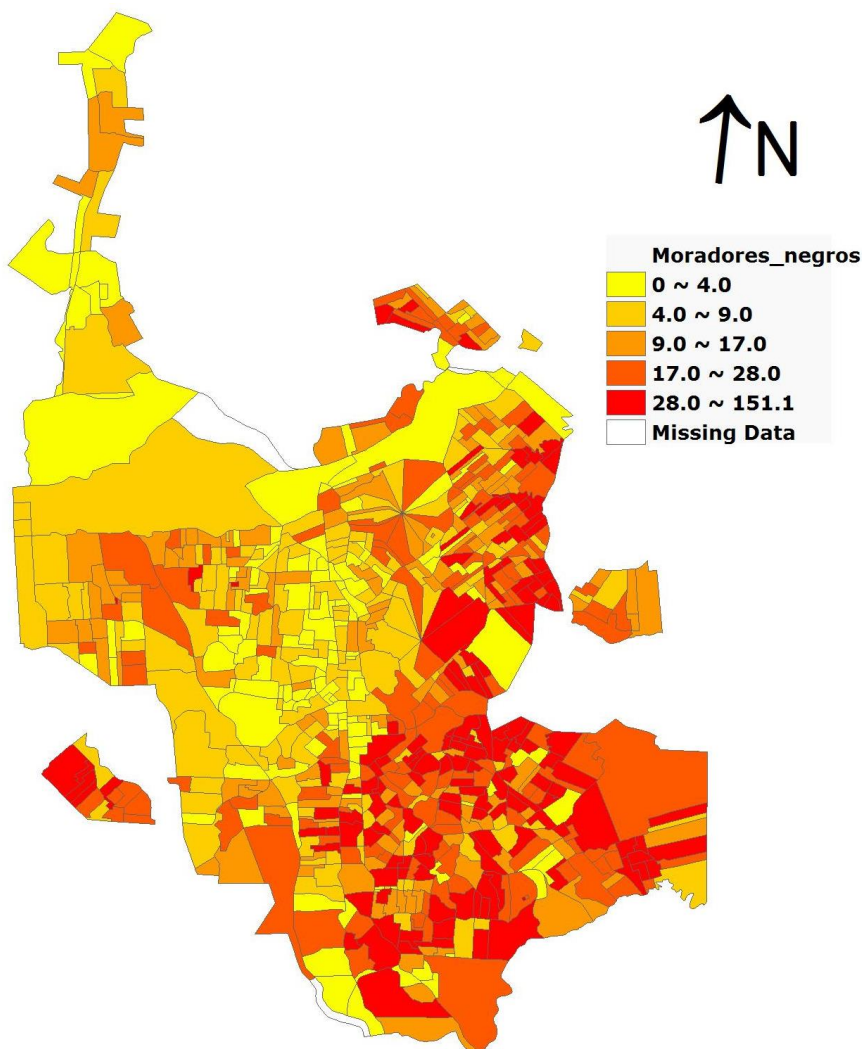 N
Moradores_negros
0 ~ 4.0
4.0 ~ 9.0
9.0 ~ 17.0
17.0 ~ 28.0
28.0 ~ 151.1
Missing Data